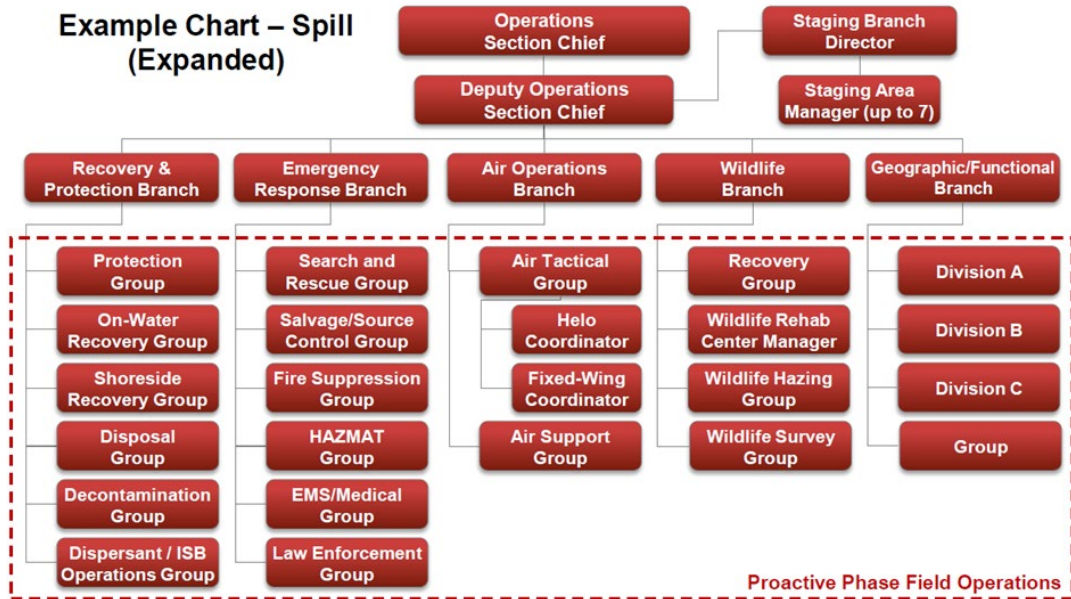 Example Chart – Spill
(Expanded)
Operations
Section Chief
Staging Branch
Director
Deputy Operations
Section Chief
Staging Area
Manager (up to 7)
Recovery &
Protection Branch
Emergency
Response Branch
Air Operations
Branch
Wildlife
Branch
Geographic/Functional
Branch
Protection
Group
On-Water
Recovery Group
Shoreside
Recovery Group
Disposal
Group
Decontamination
Group
Dispersant / ISB
Operations Group
Search and
Rescue Group
Salvage/Source
Control Group
Fire Suppression
Group
HAZMAT
Group
EMS/Medical
Group
Law Enforcement
Group
Air Tactical
Group
Helo
Coordinator
Fixed-Wing
Coordinator
Air Support
Group
Recovery
Group
Wildlife Rehab
Center Manager
Wildlife Hazing
Group
Wildlife Survey
Group
Division A
Division B
Division C
Group
Proactive Phase Field Operations